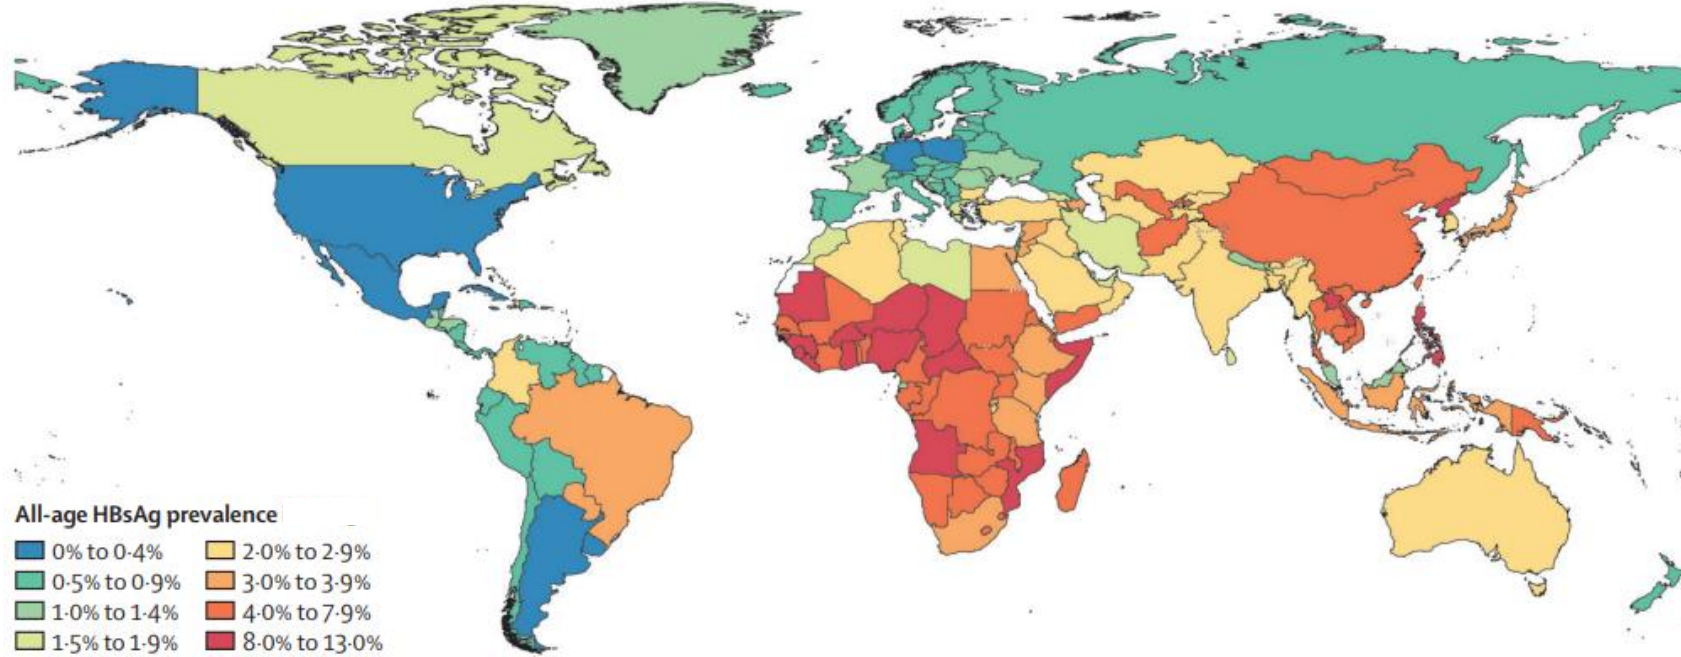 All-age HBsAg prevalence
0% to 0·4%
0·5% to 0·9%
1·0% to 1·4%
1·5% to 1·9%
2·0% to 2·9%
3·0% to 3·9%
4·0% to 7·9%
8·0% to 13·0%